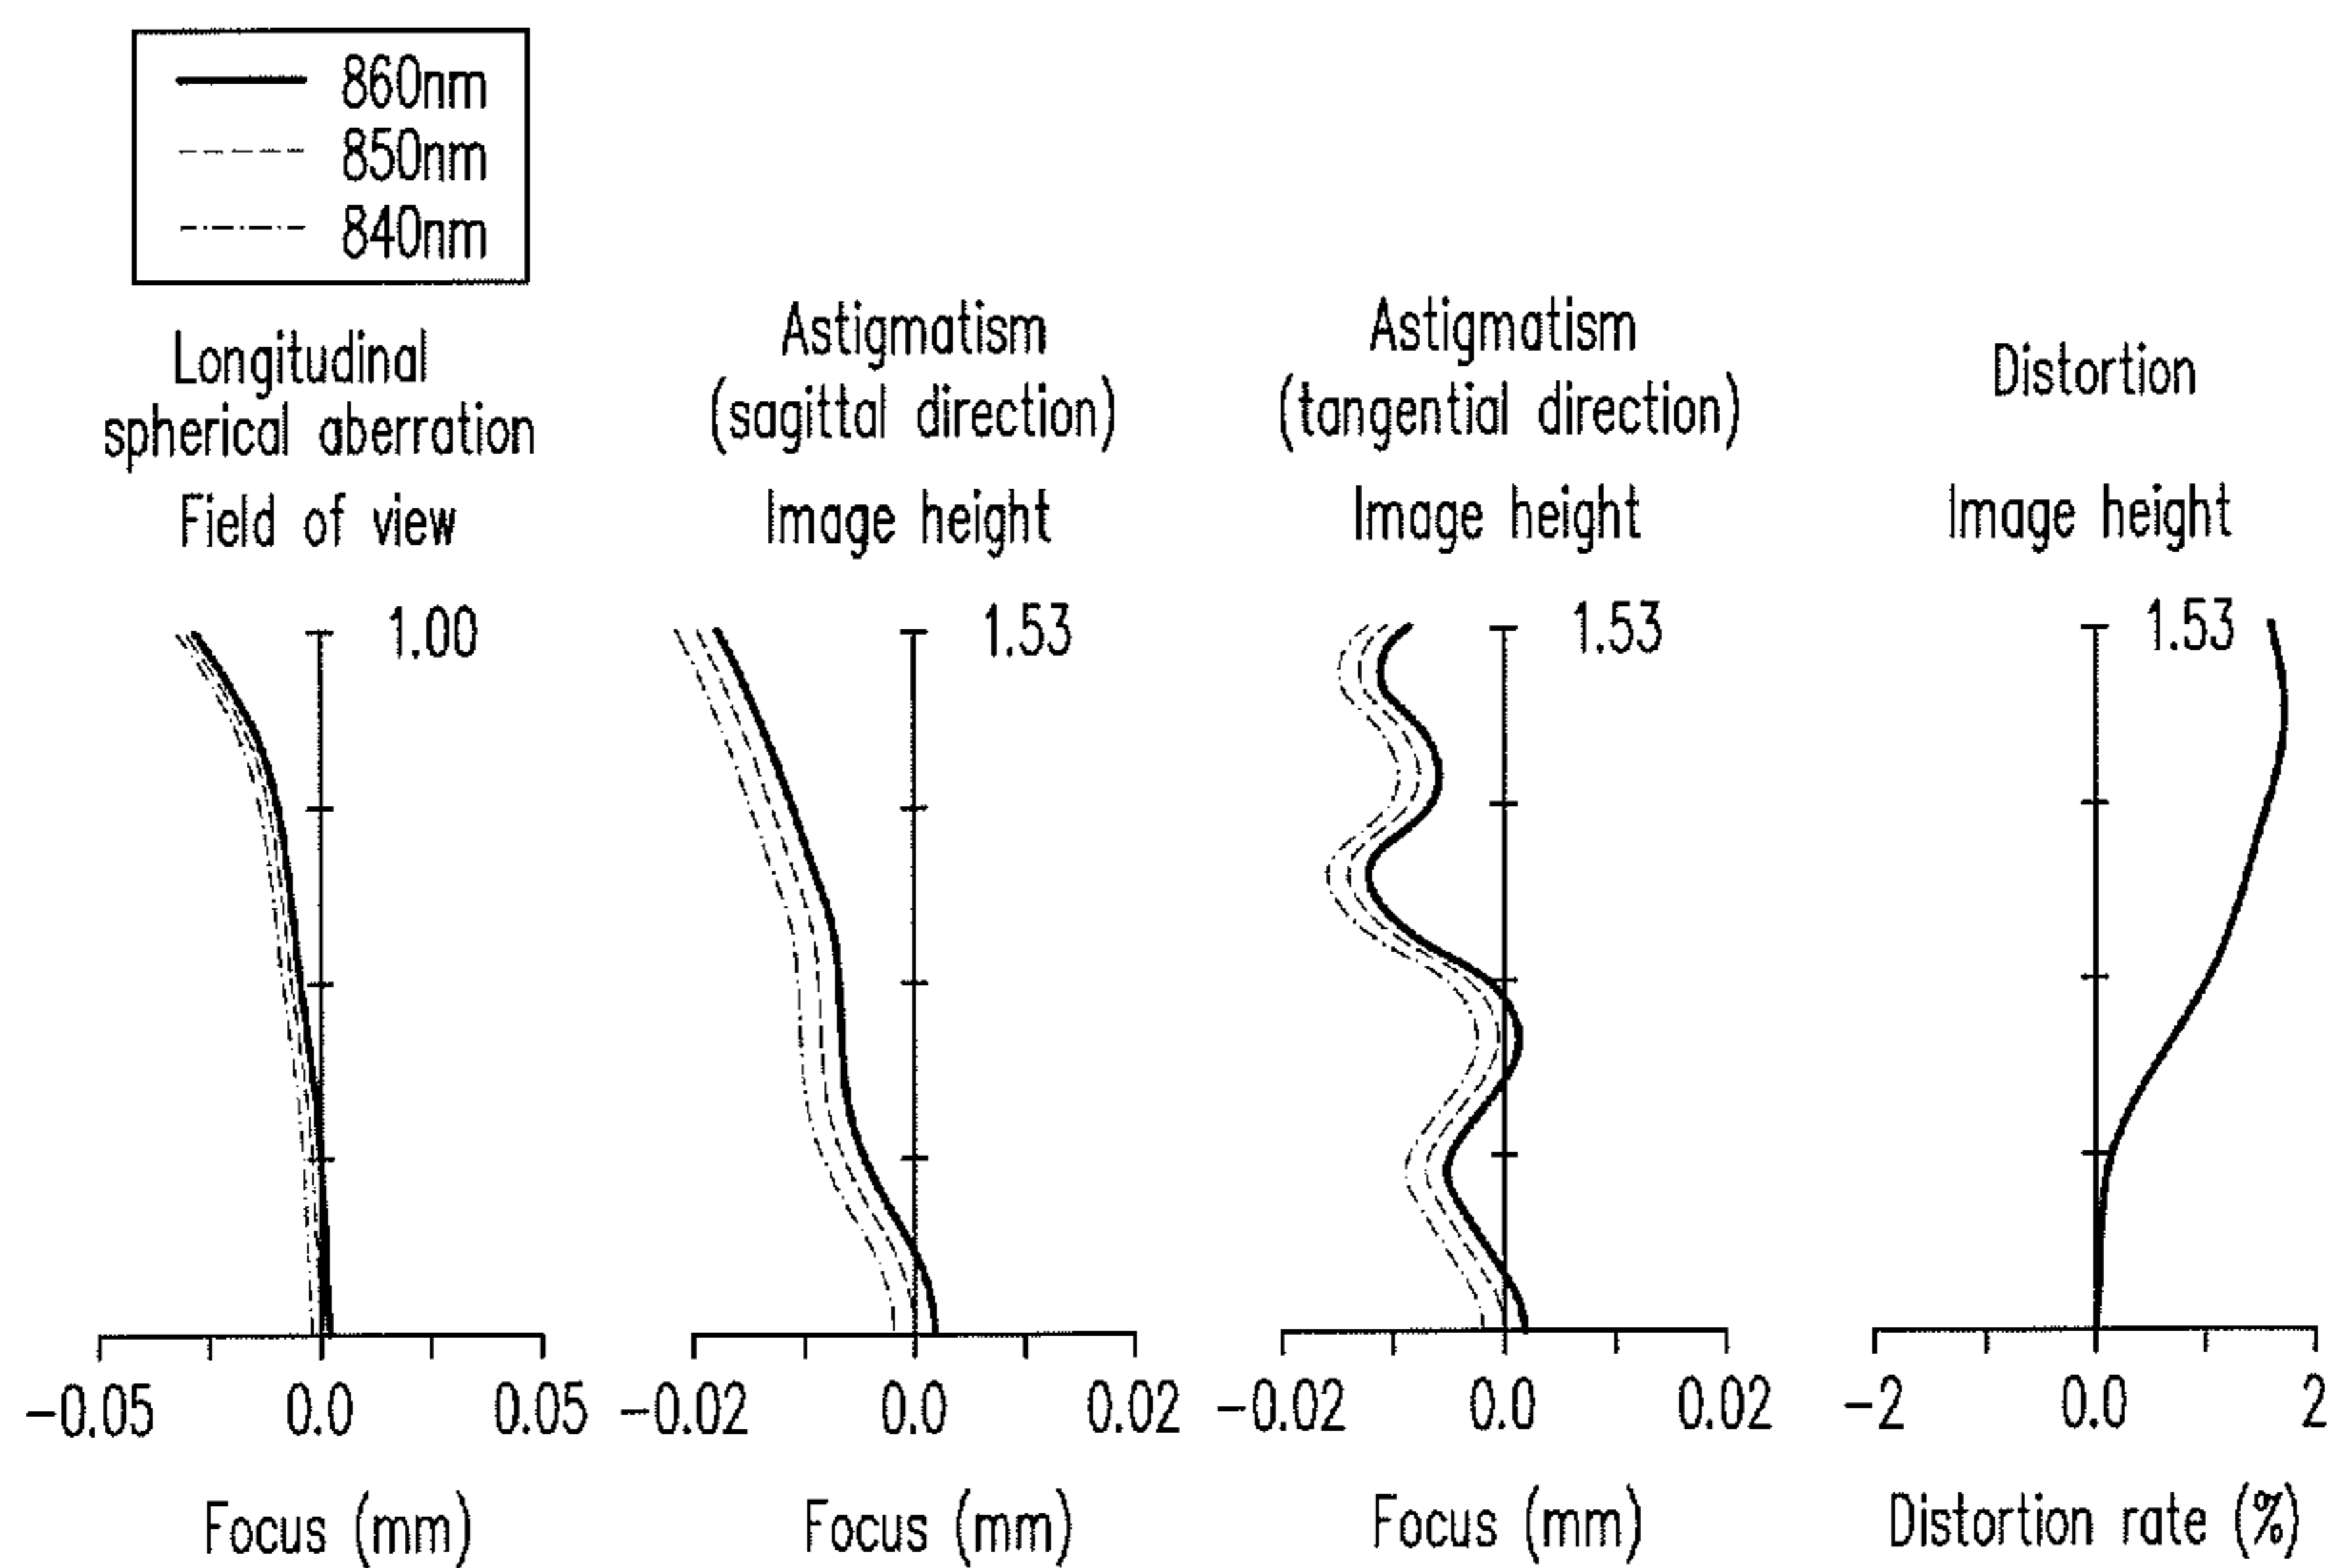 860nm
850nm
840nm
Longitudinal
spherical aberration
Field of view
1.00
-0.05 0.0 0.05
Focus (mm)
Astigmatism
(sagittal direction)
Image height
1.53
-0.02 0.0 0.02
Focus (mm)
Astigmatism
(tangential direction)
Image height
1.53
-0.02 0.0 0.02
Focus (mm)
Distortion
Image height
1.53
-2 0.0 2
Distortion rate (%)